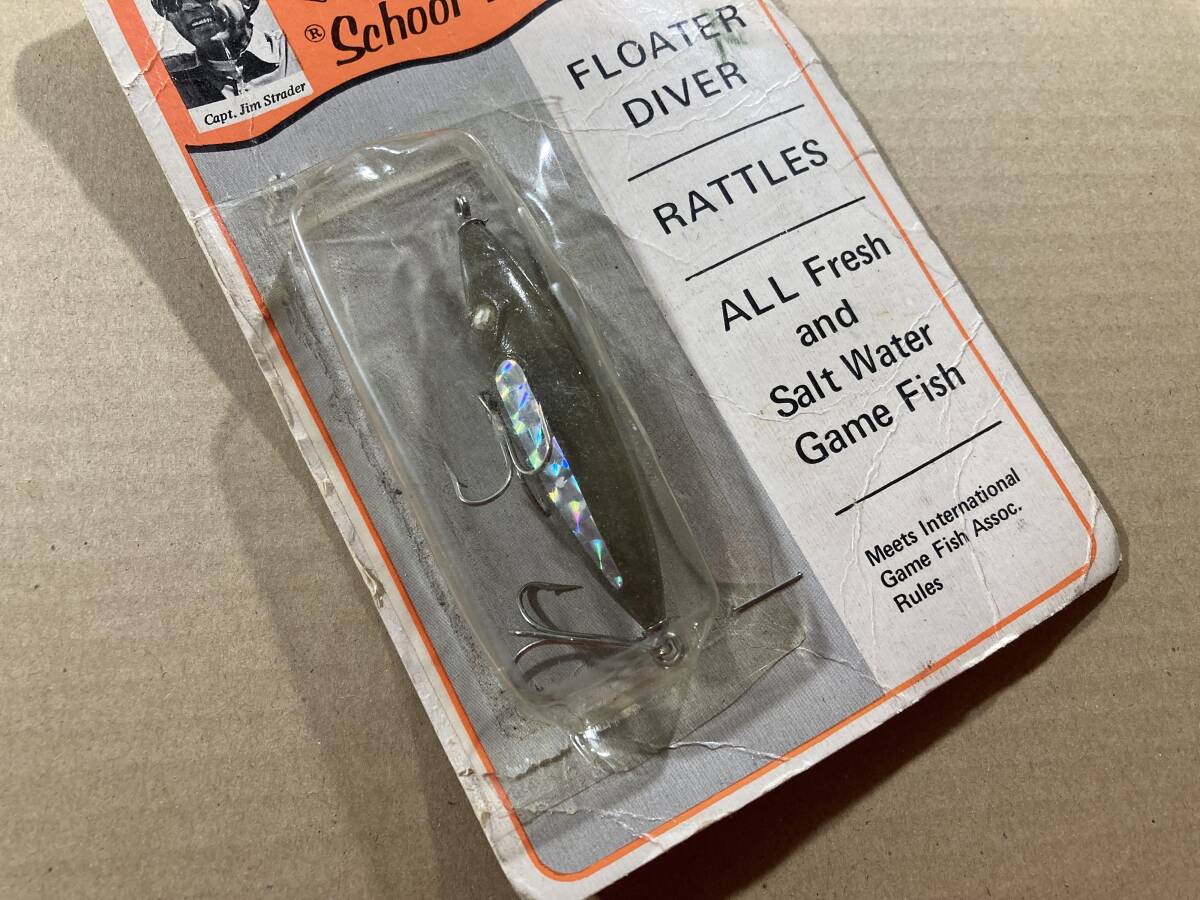 ® School
Capt. Jim Strader
FLOATER
DIVER
RATTLES
ALL Fresh
and
Salt Water
Game Fish
Meets International
Game Fish Assoc.
Rules